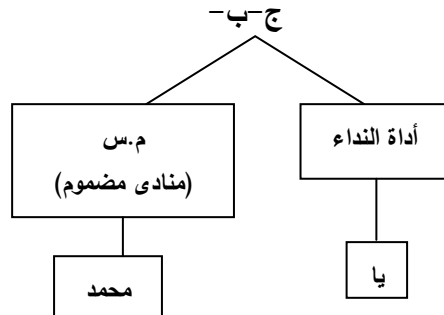 ج-ب-
أداة النداء
م.س
(منادى مضموم)
يا
محمد